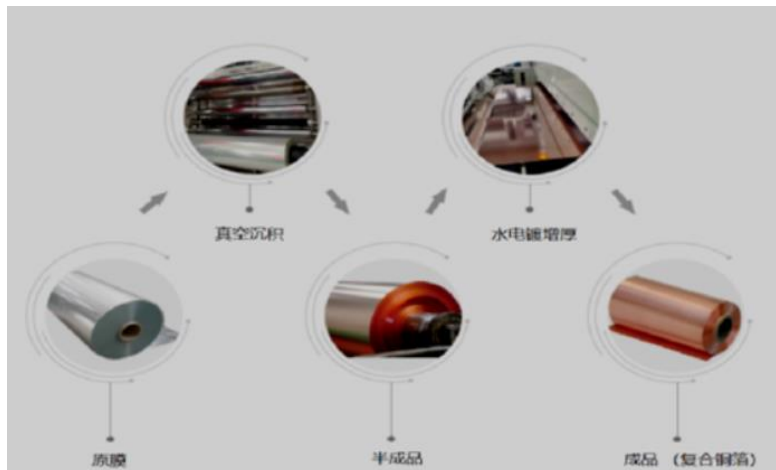 真空沉积
水电镀增厚
原膜
半成品
成品 (复合铜箔)